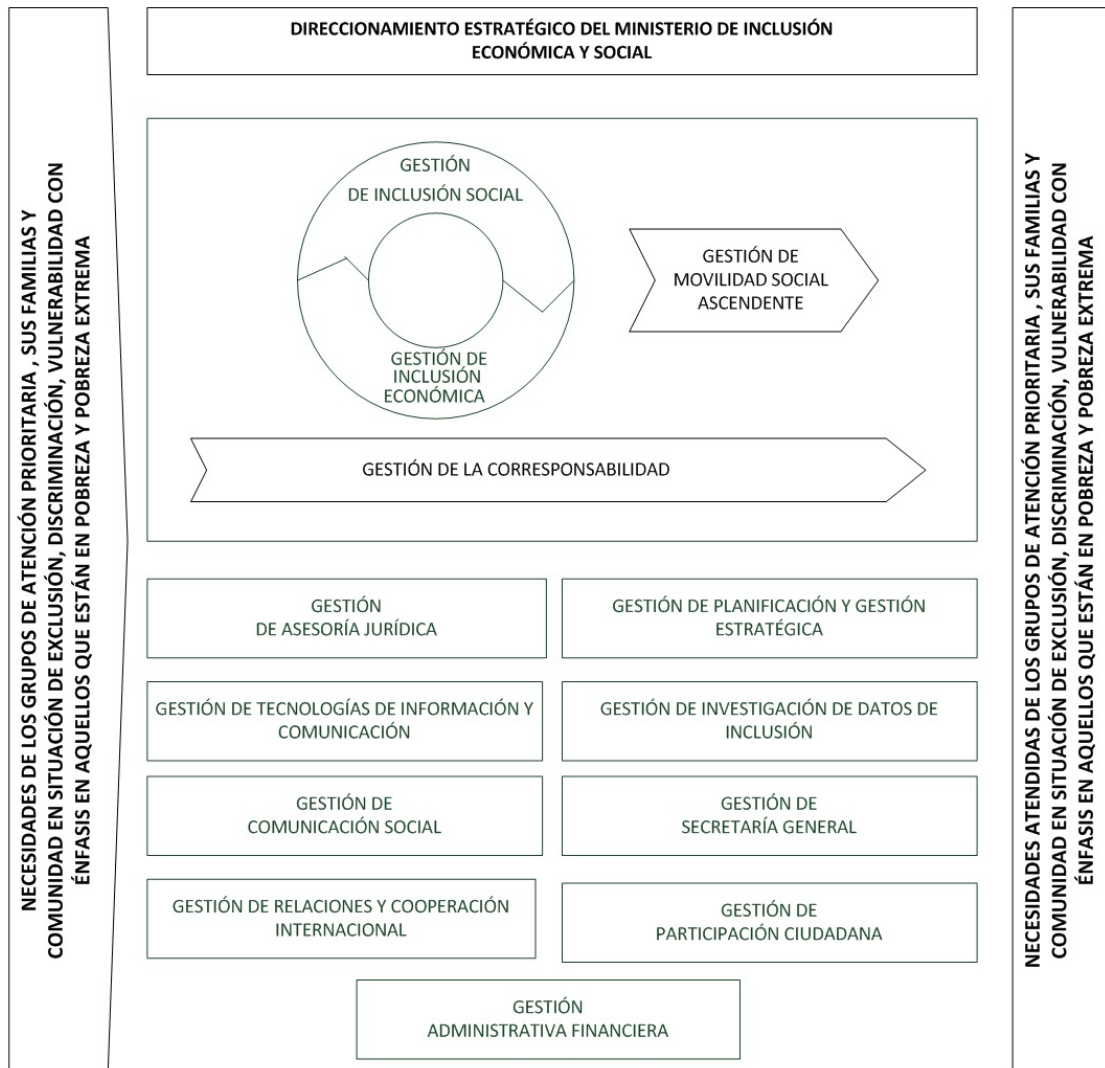 NECESIDADES DE LOS GRUPOS DE ATENCIÓN PRIORITARIA , SUS FAMILIAS Y
COMUNIDAD EN SITUACIÓN DE EXCLUSIÓN, DISCRIMINACIÓN, VULNERABILIDAD CON
ÉNFASIS EN AQUELLOS QUE ESTÁN EN POBREZA Y POBREZA EXTREMA
DIRECCIONAMIENTO ESTRATÉGICO DEL MINISTERIO DE INCLUSIÓN
ECONÓMICA Y SOCIAL
GESTIÓN
DE INCLUSIÓN SOCIAL
GESTIÓN DE
INCLUSIÓN
ECONÓMICA
GESTIÓN DE
MOVILIDAD SOCIAL
ASCENDENTE
GESTIÓN DE LA CORRESPONSABILIDAD
GESTIÓN
DE ASESORÍA JURÍDICA
GESTIÓN DE PLANIFICACIÓN Y GESTIÓN
ESTRATÉGICA
GESTIÓN DE TECNOLOGÍAS DE INFORMACIÓN Y
COMUNICACIÓN
GESTIÓN DE INVESTIGACIÓN DE DATOS DE
INCLUSIÓN
GESTIÓN DE
COMUNICACIÓN SOCIAL
GESTIÓN DE
SECRETARÍA GENERAL
GESTIÓN DE RELACIONES Y COOPERACIÓN
INTERNACIONAL
GESTIÓN DE
PARTICIPACIÓN CIUDADANA
GESTIÓN
ADMINISTRATIVA FINANCIERA
NECESIDADES ATENDIDAS DE LOS GRUPOS DE ATENCIÓN PRIORITARIA , SUS FAMILIAS Y
COMUNIDAD EN SITUACIÓN DE EXCLUSIÓN, DISCRIMINACIÓN, VULNERABILIDAD CON
ÉNFASIS EN AQUELLOS QUE ESTÁN EN POBREZA Y POBREZA EXTREMA